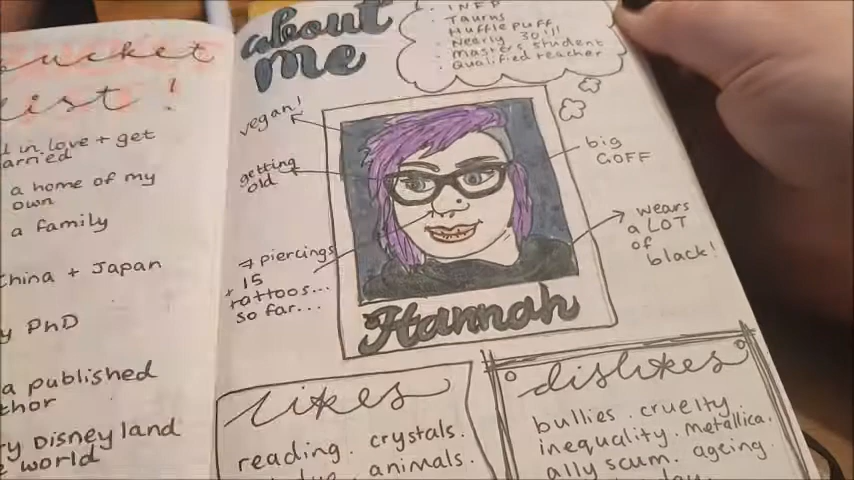 bucket
list!
in love + get
married
a home of my
own
a family
China + Japan
PhD
a published
Disneyland
world
about
me
INFP
Taurus
Hufflepuff
Nearly 30!!!
masters student
qualified teacher
vegan!
getting
old
4 piercings
+ 15
tattoos...
so far...
big
GOFF
wears
a LOT
of
black!
Hannah
likes
reading. crystals.
animals.
dislikes
bullies. cruelty.
inequality. metallica.
ally scum. ageing